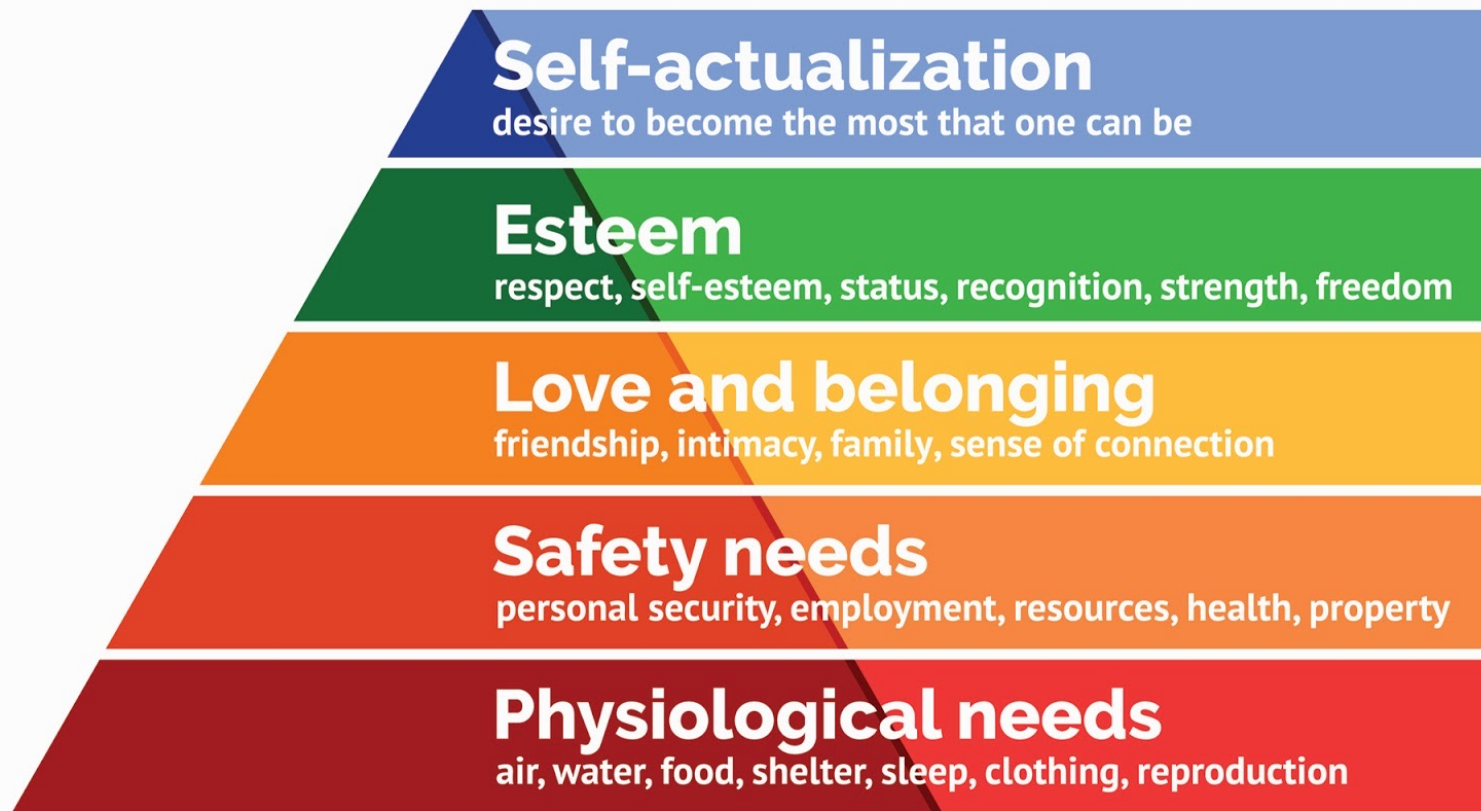 Self-actualization
desire to become the most that one can be
Esteem
respect, self-esteem, status, recognition, strength, freedom
Love and belonging
friendship, intimacy, family, sense of connection
Safety needs
personal security, employment, resources, health, property
Physiological needs
air, water, food, shelter, sleep, clothing, reproduction